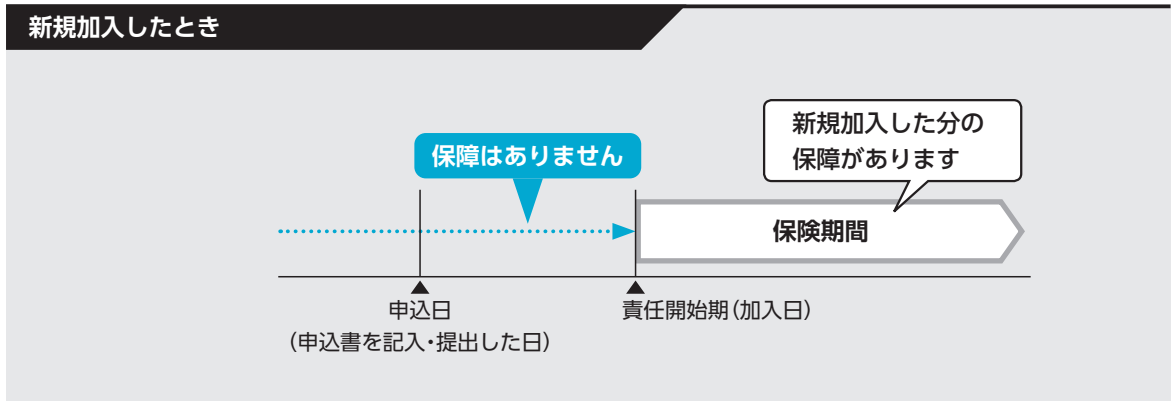 新規加入したとき
新規加入した分の
保障があります
保障はありません
保険期間
申込日
(申込書を記入・提出した日)
責任開始期(加入日)